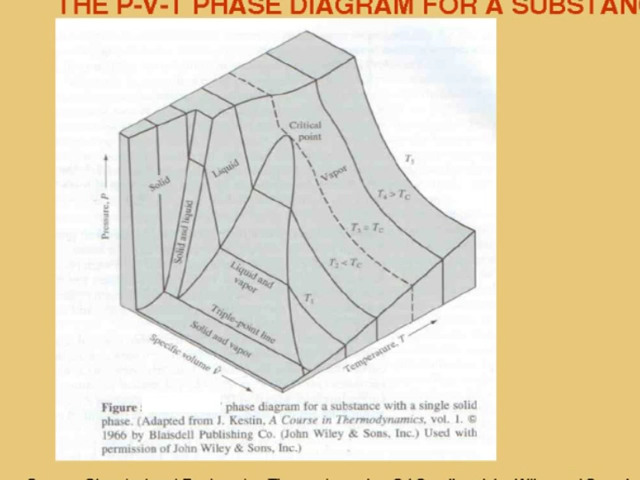 THE P-V-T PHASE DIAGRAM FOR A SUBSTAN
Critical
point
Solid
Liquid
Vapor
Solid and liquid
Pressure, P
T₄ > T_C
T₃ = T_C
T₂ < T_C
T₁
Liquid and
vapor
Triple-point line
Solid and vapor
Specific volume
Temperature, T
Figure: phase diagram for a substance with a single solid
phase. (Adapted from J. Kestin, A Course in Thermodynamics, vol. 1. ©
1966 by Blaisdell Publishing Co. (John Wiley & Sons, Inc.) Used with
permission of John Wiley & Sons, Inc.)